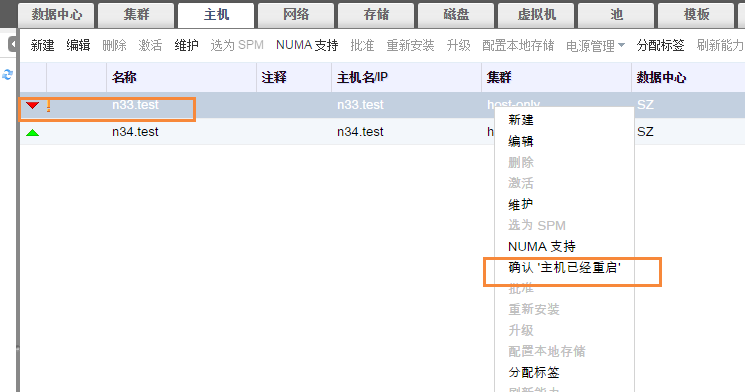 数据中心 集群 主机 网络 存储 磁盘 虚拟机 池 模板
新建 编辑 删除 激活 维护 选为 SPM NUMA 支持 批准 重新安装 升级 配置本地存储 电源管理 分配标签 刷新能力
名称 注释 主机名/IP 集群 数据中心
! n33.test n33.test host-only SZ
n34.test n34.test h SZ
新建
编辑
删除
激活
维护
选为 SPM
NUMA 支持
确认 '主机已经重启'
批准
重新安装
升级
配置本地存储
分配标签
刷新能力